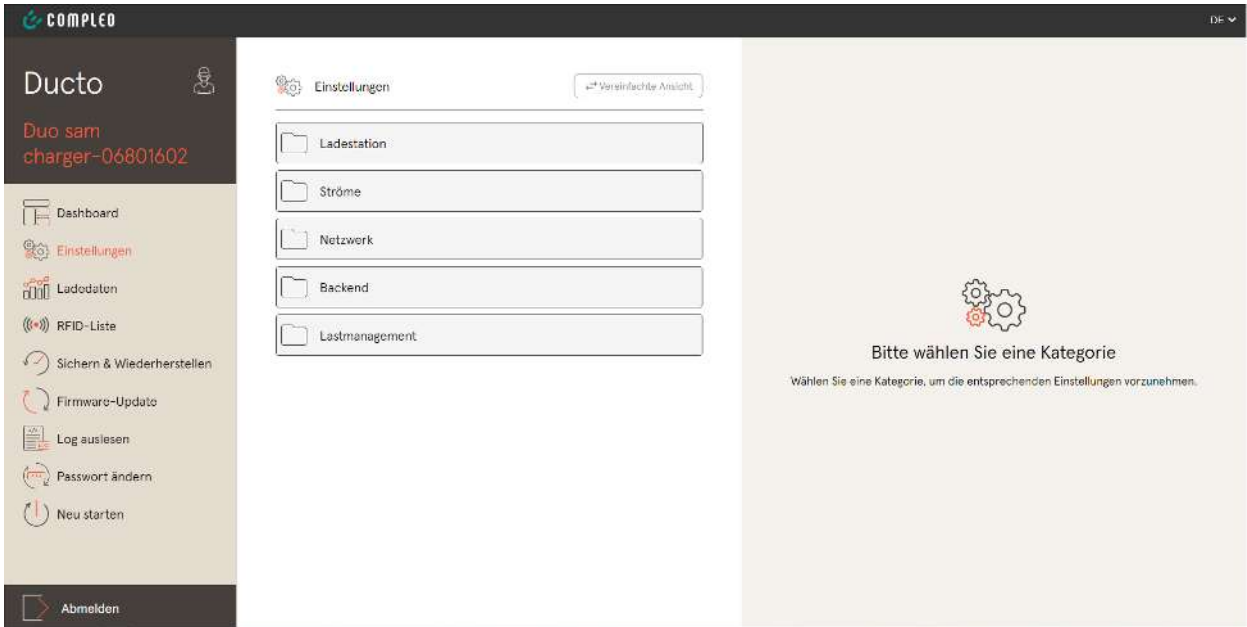 COMPLEO
DE
Ducto
Duo sam
charger-06801602
Dashboard
Einstellungen
Ladedaten
RFID-Liste
Sichern & Wiederherstellen
Firmware-Update
Log auslesen
Passwort ändern
Neu starten
Abmelden
Einstellungen
Vereinfachte Ansicht
Ladestation
Ströme
Netzwerk
Backend
Lastmanagement
Bitte wählen Sie eine Kategorie
Wählen Sie eine Kategorie, um die entsprechenden Einstellungen vorzunehmen.